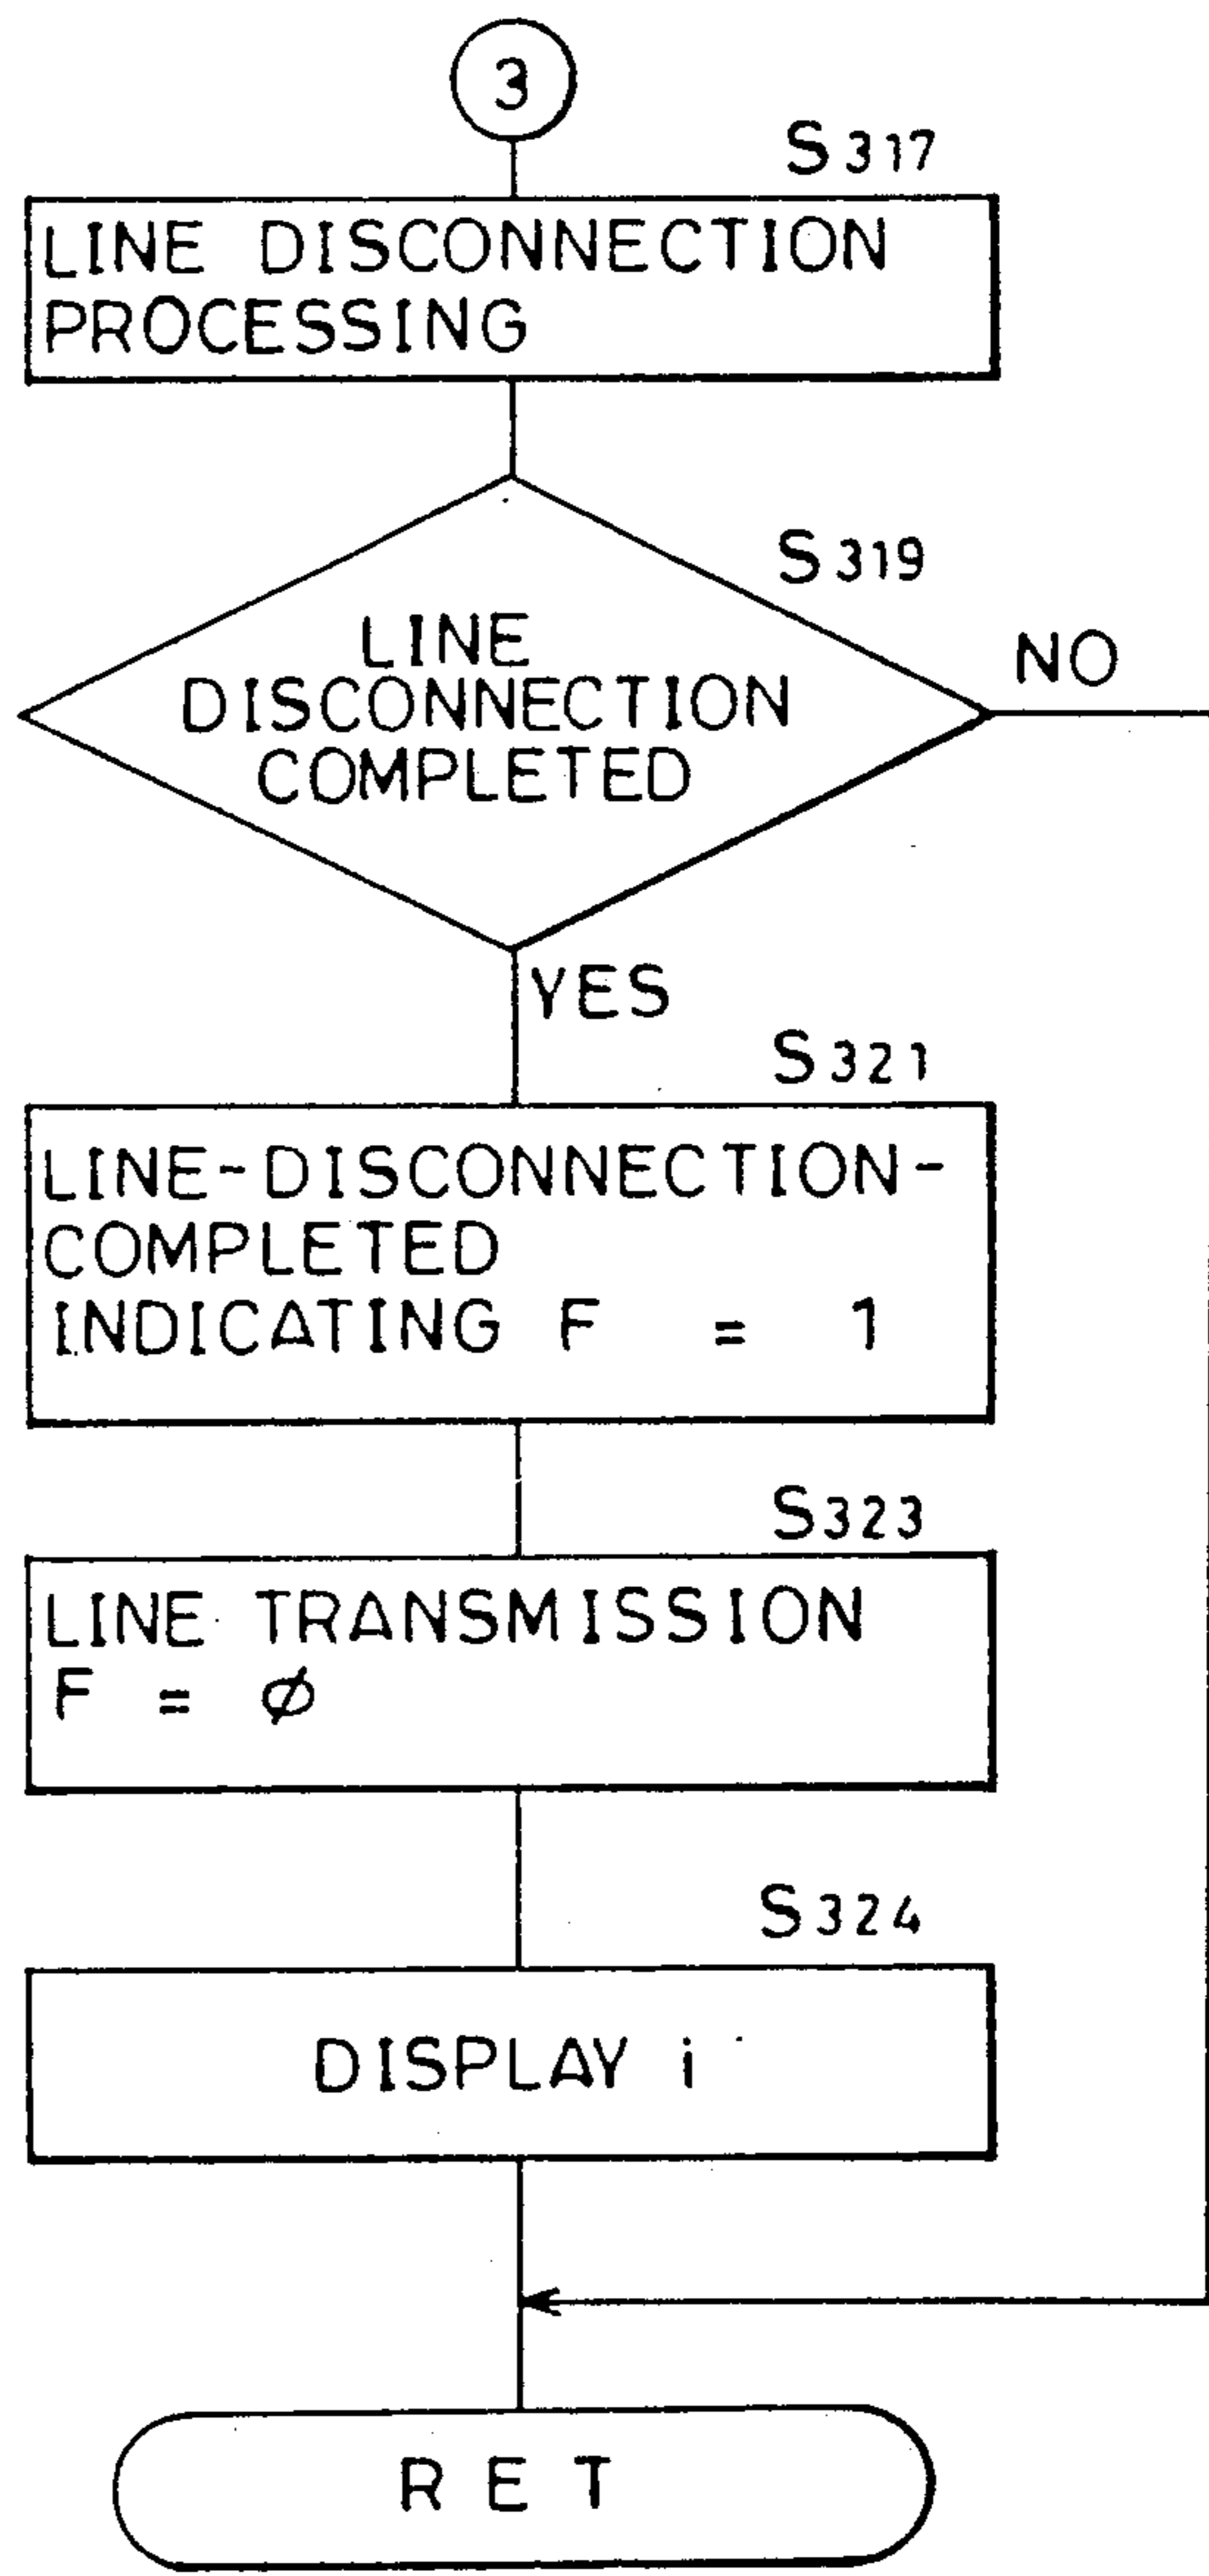 3
S317
LINE DISCONNECTION
PROCESSING
S319
LINE
DISCONNECTION
COMPLETED
NO
YES
S321
LINE-DISCONNECTION-
COMPLETED
INDICATING F = 1
S323
LINE TRANSMISSION
F = ∅
S324
DISPLAY i
RET